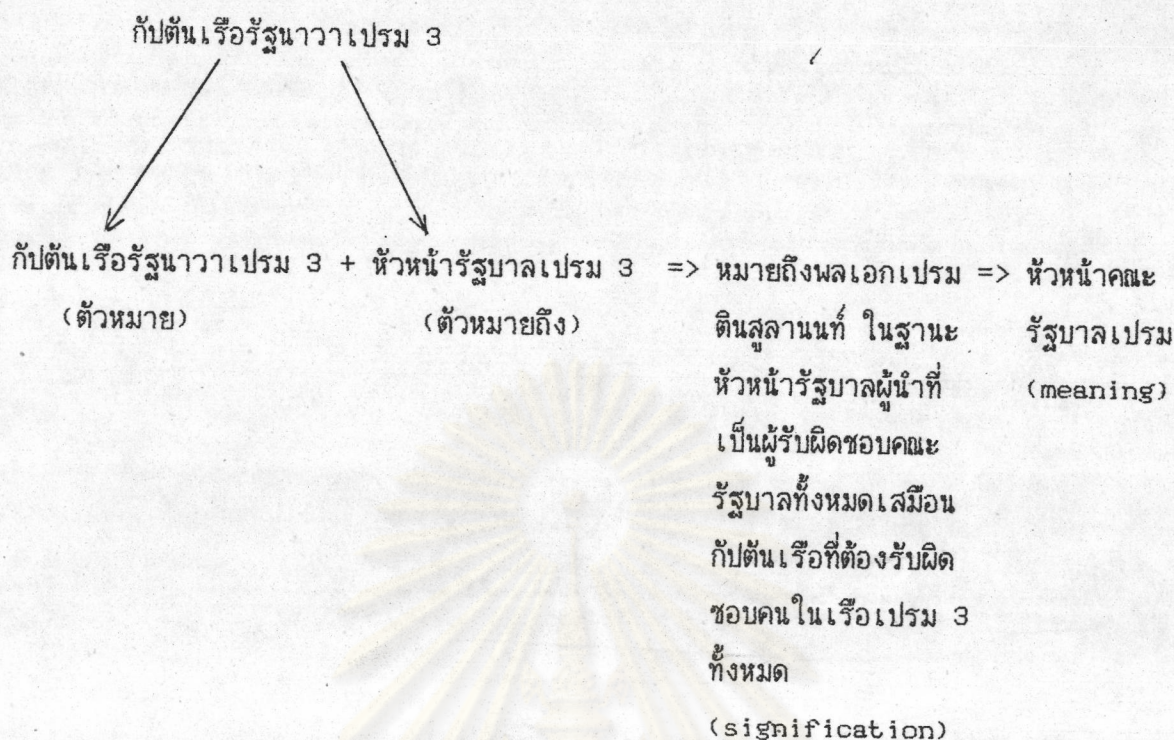 กัปตันเรือรัฐนาวาเปรม 3
กัปตันเรือรัฐนาวาเปรม 3 + หัวหน้ารัฐบาลเปรม 3 => หมายถึงพลเอกเปรม => หัวหน้าคณะ
(ตัวหมาย) (ตัวหมายถึง) ติณสูลานนท์ ในฐานะ รัฐบาลเปรม
หัวหน้ารัฐบาลผู้นำที่ (meaning)
เป็นผู้รับผิดชอบคณะ
รัฐบาลทั้งหมดเสมือน
กัปตันเรือที่ต้องรับผิด
ชอบคนในเรือเปรม 3
ทั้งหมด
(signification)